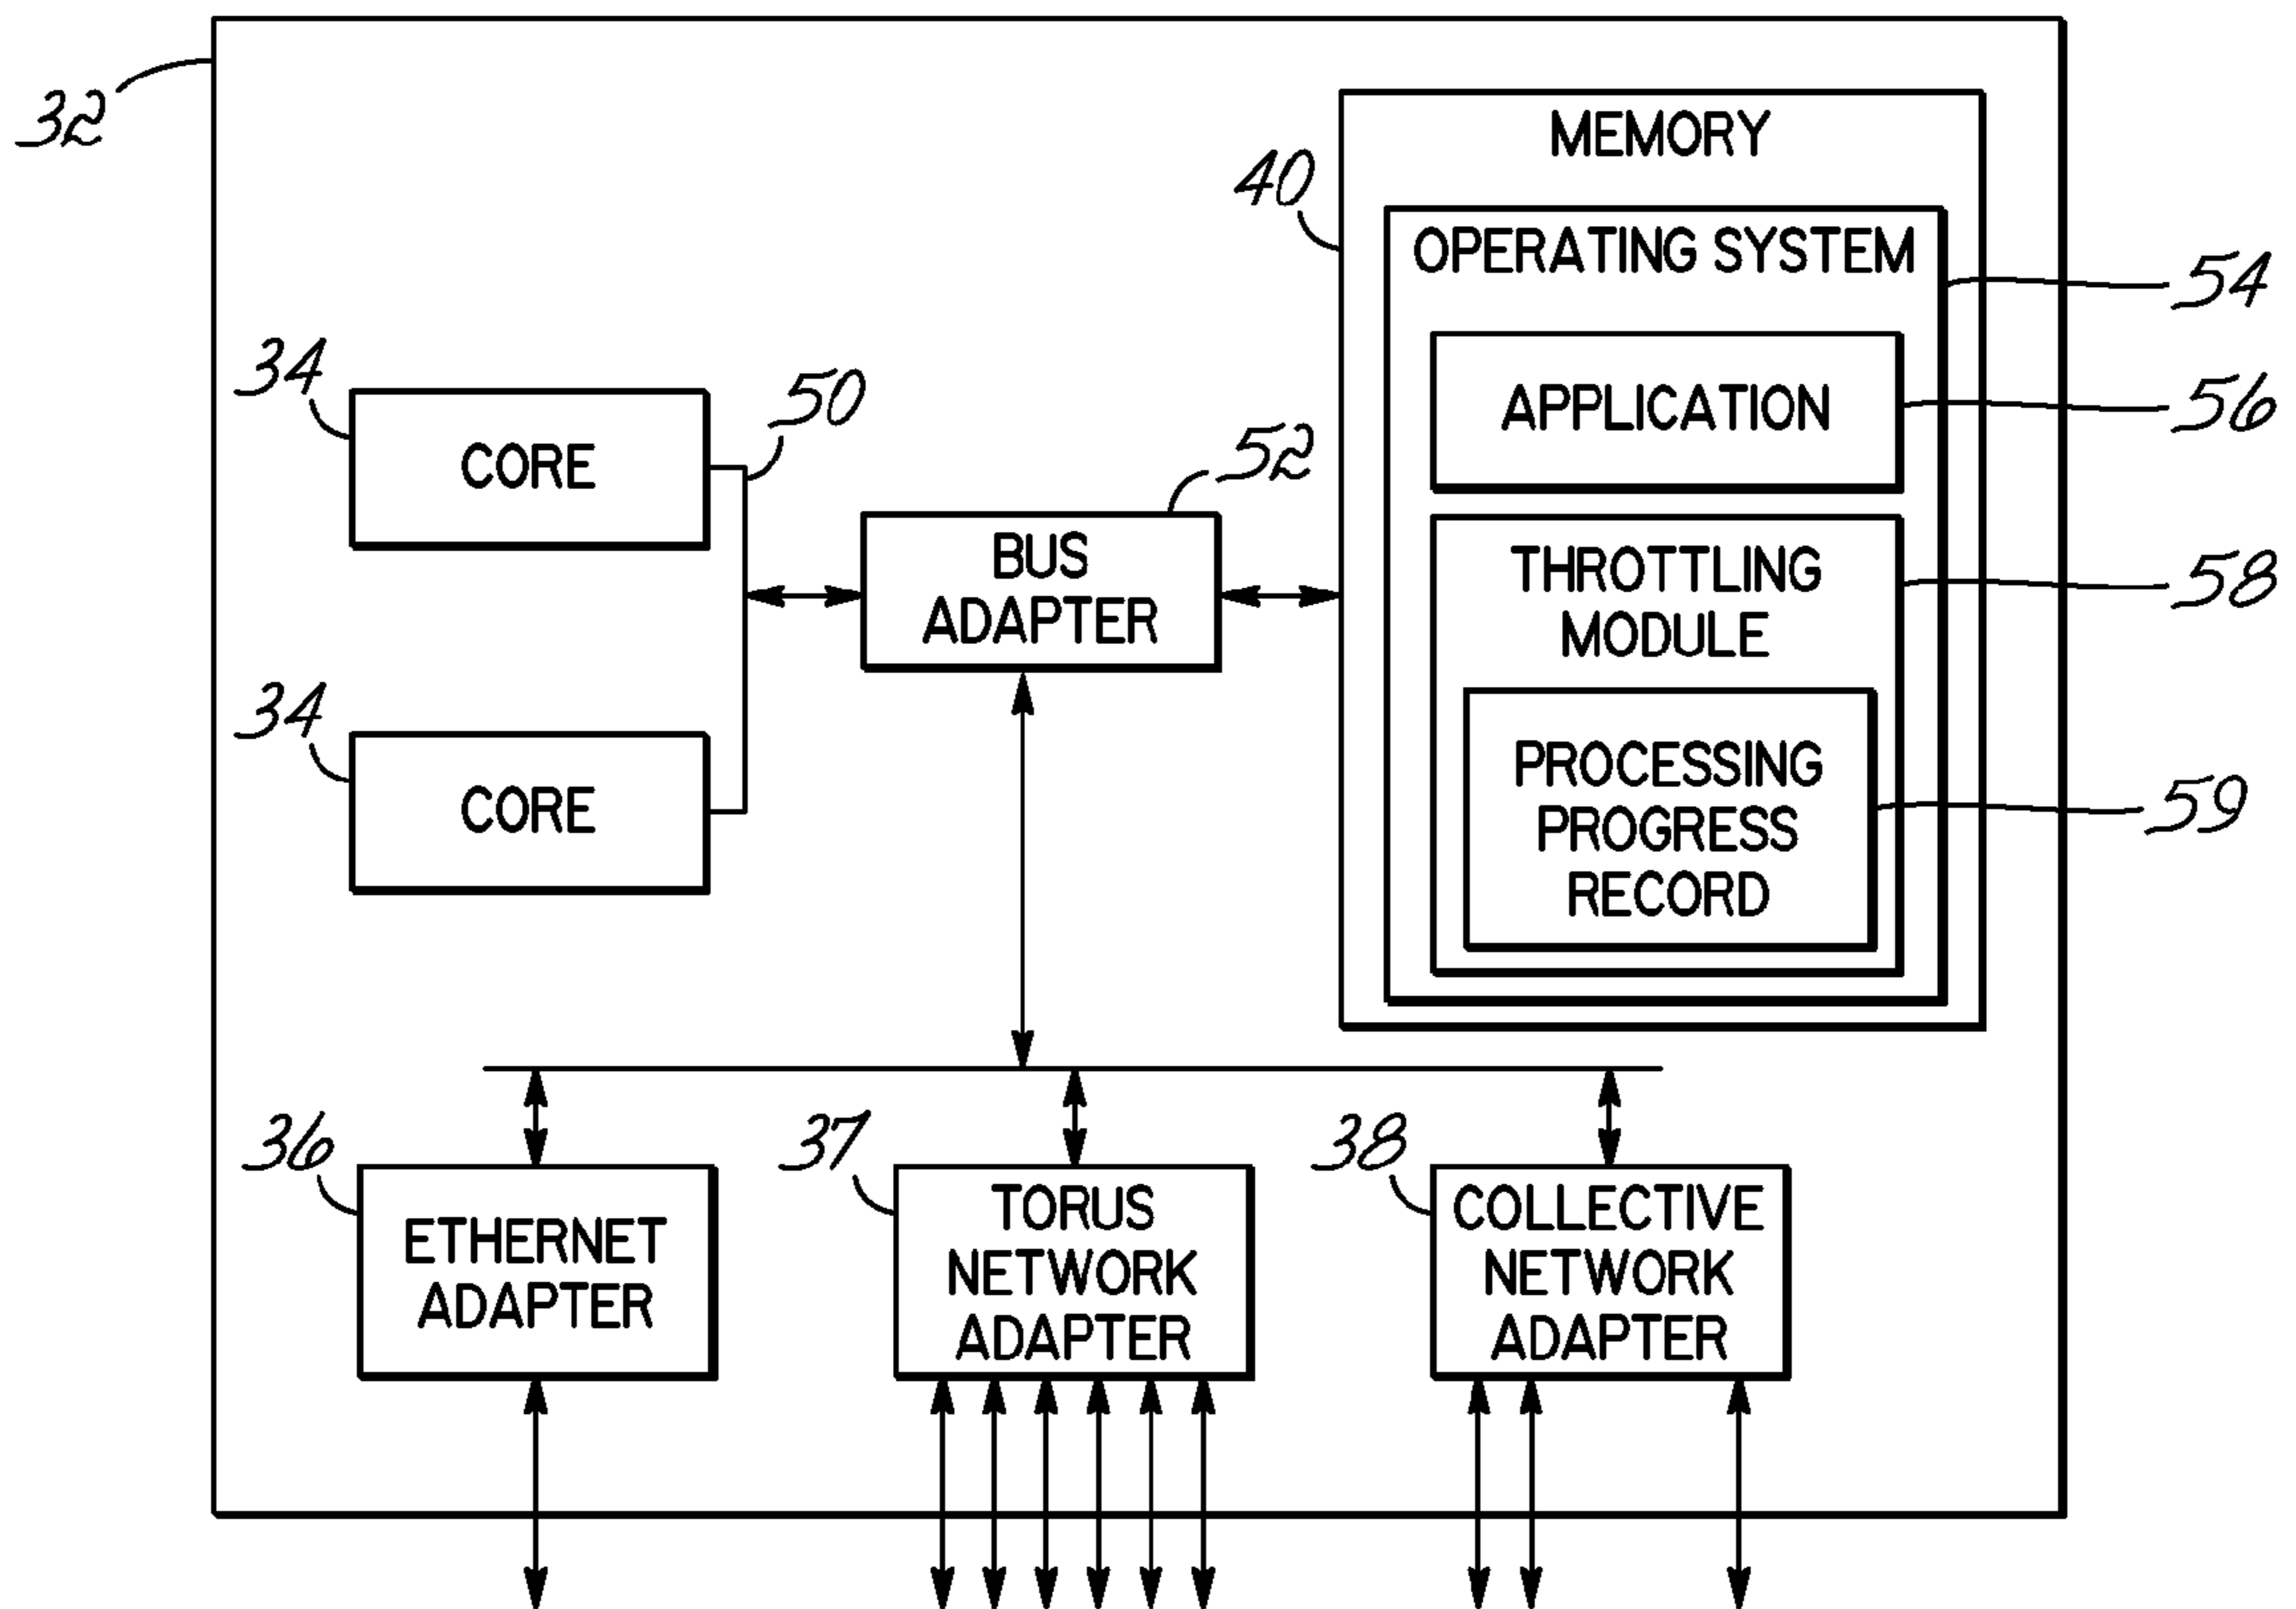 32
MEMORY
40
OPERATING SYSTEM
54
APPLICATION
56
34
CORE
50
52
BUS
ADAPTER
THROTTLING
MODULE
58
34
CORE
PROCESSING
PROGRESS
RECORD
59
36
ETHERNET
ADAPTER
37
TORUS
NETWORK
ADAPTER
38
COLLECTIVE
NETWORK
ADAPTER